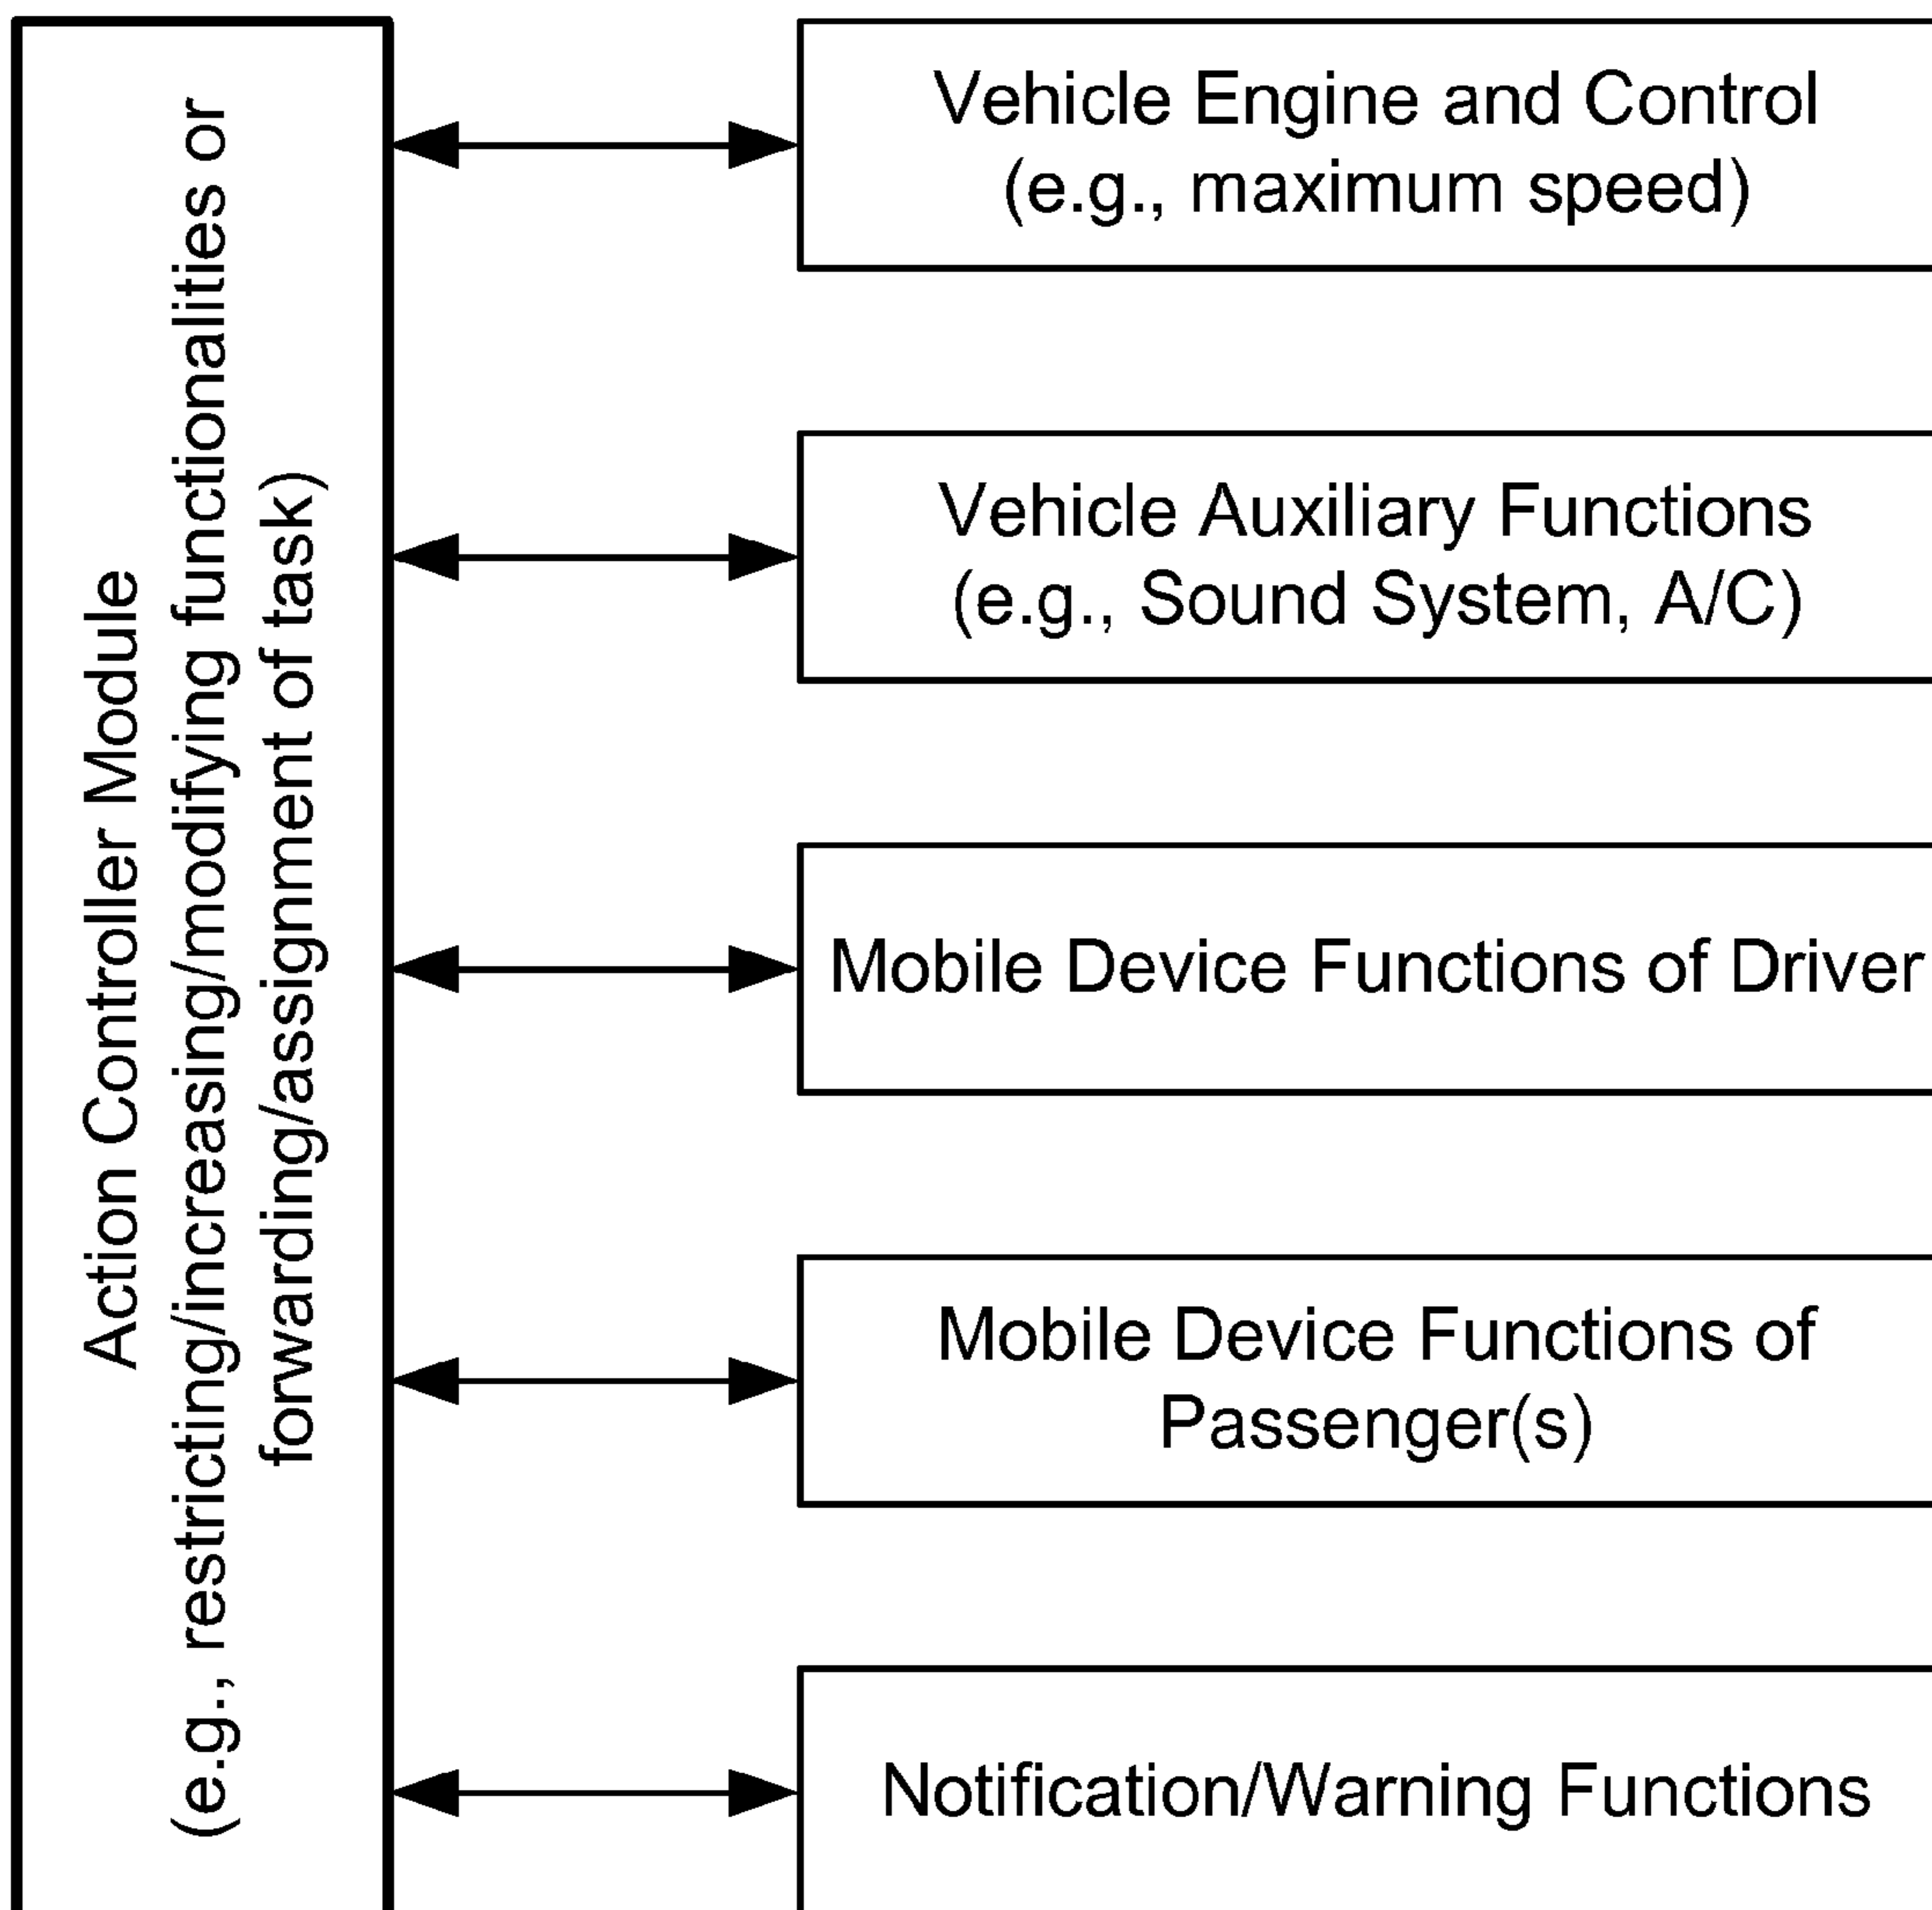 Action Controller Module
(e.g., restricting/increasing/modifying functionalities or
forwarding/assignment of task)
Vehicle Engine and Control
(e.g., maximum speed)
Vehicle Auxiliary Functions
(e.g., Sound System, A/C)
Mobile Device Functions of Driver
Mobile Device Functions of
Passenger(s)
Notification/Warning Functions